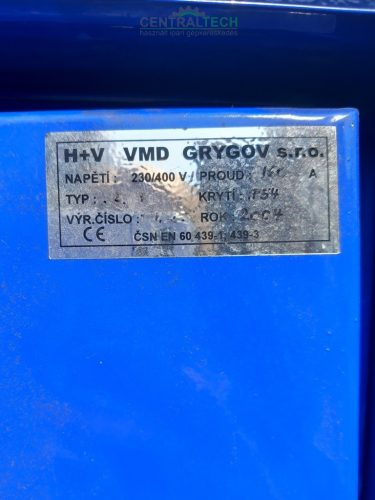 CENTRALTECH
használt ipari gépkereskedés
H+V VMD GRYGOV s.r.o.
NAPĚTÍ : 230/400 V / PROUD : A
TYP : KRYTÍ : IP54
VÝR.ČÍSLO : ROK : 2004
CE ČSN EN 60 439-1, 439-3